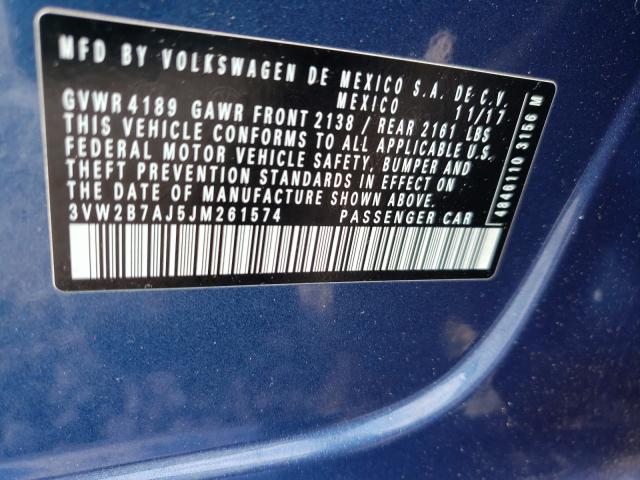 MFD BY VOLKSWAGEN DE MEXICO S.A. DE C.V.
MEXICO 11/17
GVWR 4189 GAWR FRONT 2138 / REAR 2161 LBS
THIS VEHICLE CONFORMS TO ALL APPLICABLE U.S.
FEDERAL MOTOR VEHICLE SAFETY, BUMPER AND
THEFT PREVENTION STANDARDS IN EFFECT ON
THE DATE OF MANUFACTURE SHOWN ABOVE.
3VW2B7AJ5JM261574 PASSENGER CAR
4846110 3156 M